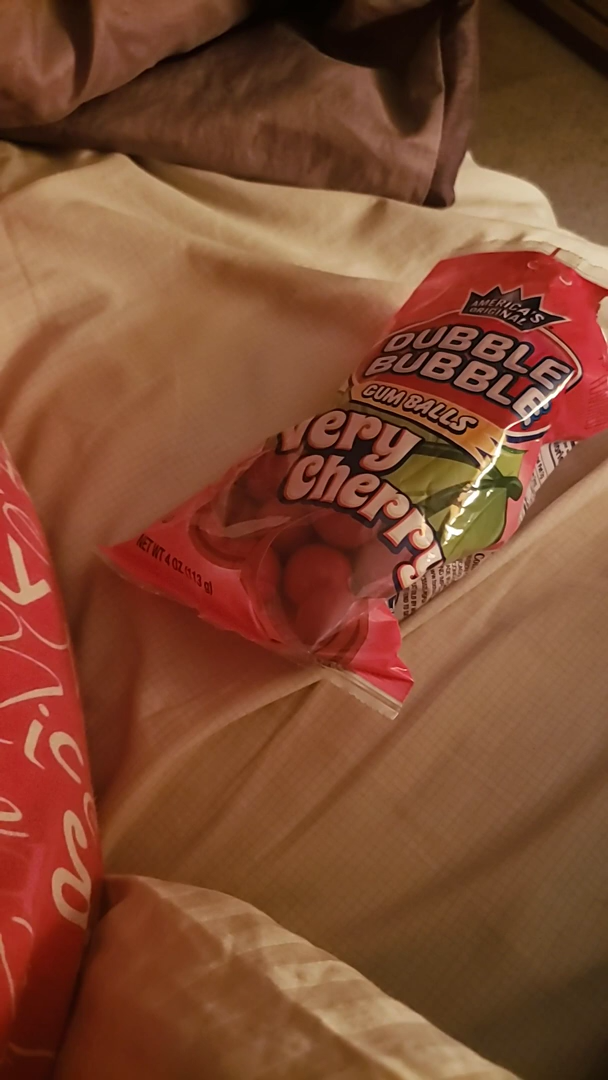 AMERICA'S
ORIGINAL
DUBBLE
BUBBLE
GUM BALLS
Very
Cherry
NET WT 4 OZ (113 g)